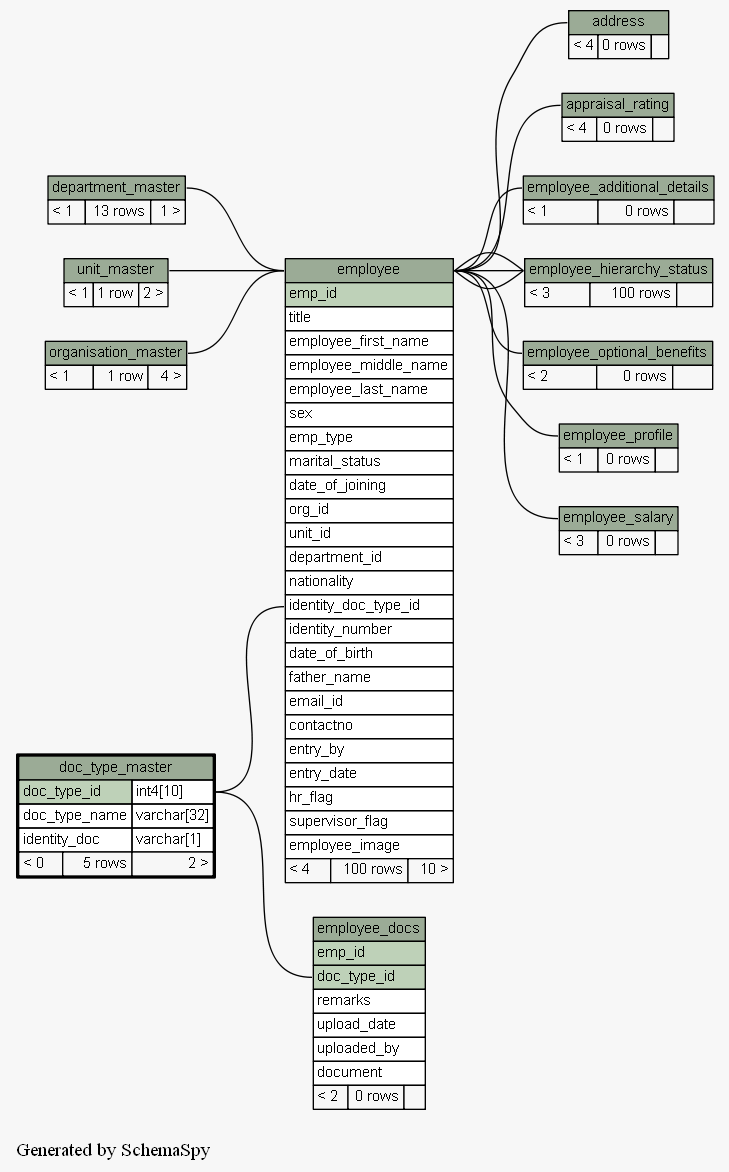 address
< 4 0 rows
appraisal_rating
< 4 0 rows
department_master
< 1 13 rows 1 >
employee_additional_details
< 1 0 rows
unit_master
< 1 1 row 2 >
employee_hierarchy_status
< 3 100 rows
organisation_master
< 1 1 row 4 >
employee_optional_benefits
< 2 0 rows
employee_profile
< 1 0 rows
employee_salary
< 3 0 rows
employee
emp_id
title
employee_first_name
employee_middle_name
employee_last_name
sex
emp_type
marital_status
date_of_joining
org_id
unit_id
department_id
nationality
identity_doc_type_id
identity_number
date_of_birth
father_name
email_id
contactno
entry_by
entry_date
hr_flag
supervisor_flag
employee_image
< 4 100 rows 10 >
doc_type_master
doc_type_id int4[10]
doc_type_name varchar[32]
identity_doc varchar[1]
< 0 5 rows 2 >
employee_docs
emp_id
doc_type_id
remarks
upload_date
uploaded_by
document
< 2 0 rows
Generated by SchemaSpy